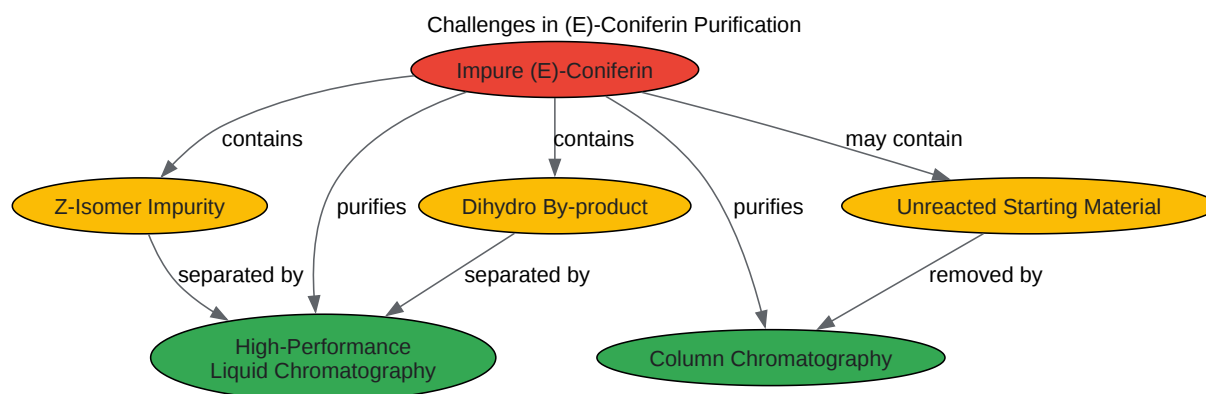 Challenges in (E)-Coniferin Purification
Impure (E)-Coniferin
contains
contains
may contain
Z-Isomer Impurity
purifies
Dihydro By-product
purifies
Unreacted Starting Material
separated by
separated by
removed by
High-Performance
Liquid Chromatography
Column Chromatography